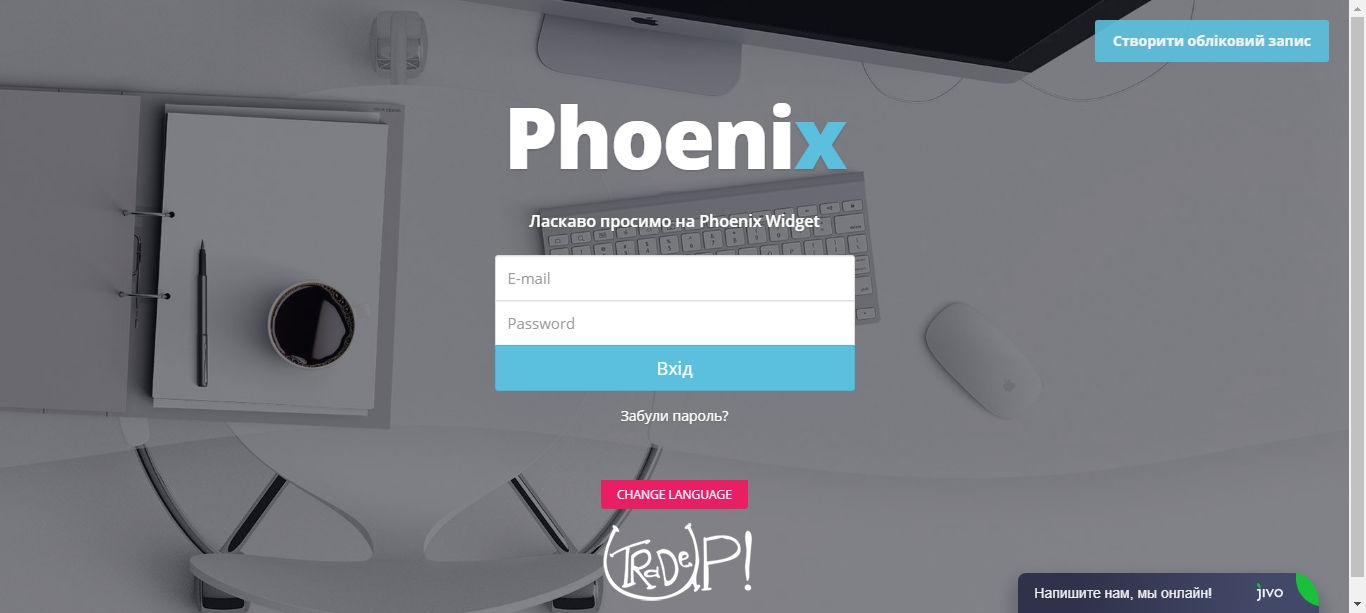 Створити обліковий запис
Phoenix
Ласкаво просимо на Phoenix Widget
E-mail
Password
Вхід
Забули пароль?
CHANGE LANGUAGE
TRaDeUP!
Напишите нам, мы онлайн!
jivo